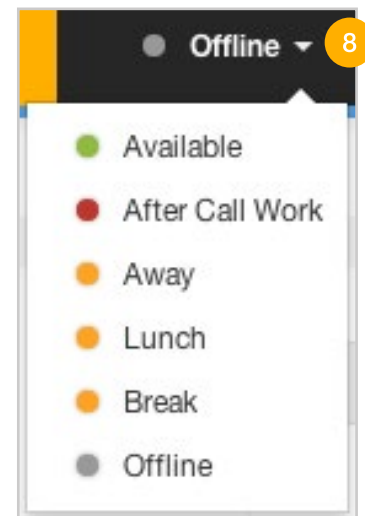 Offline 8
Available
After Call Work
Away
Lunch
Break
Offline